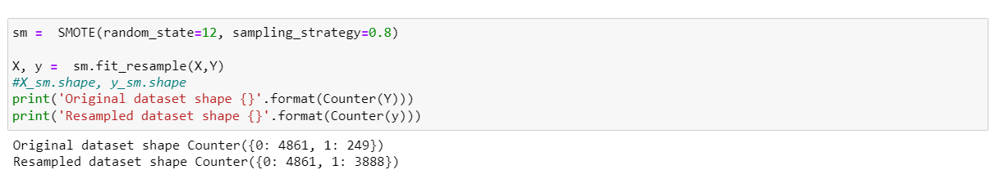 sm =  SMOTE(random_state=12, sampling_strategy=0.8)
X, y =  sm.fit_resample(X,Y)
#X_sm.shape, y_sm.shape
print('Original dataset shape {}'.format(Counter(Y)))
print('Resampled dataset shape {}'.format(Counter(y)))
Original dataset shape Counter({0: 4861, 1: 249})
Resampled dataset shape Counter({0: 4861, 1: 3888})